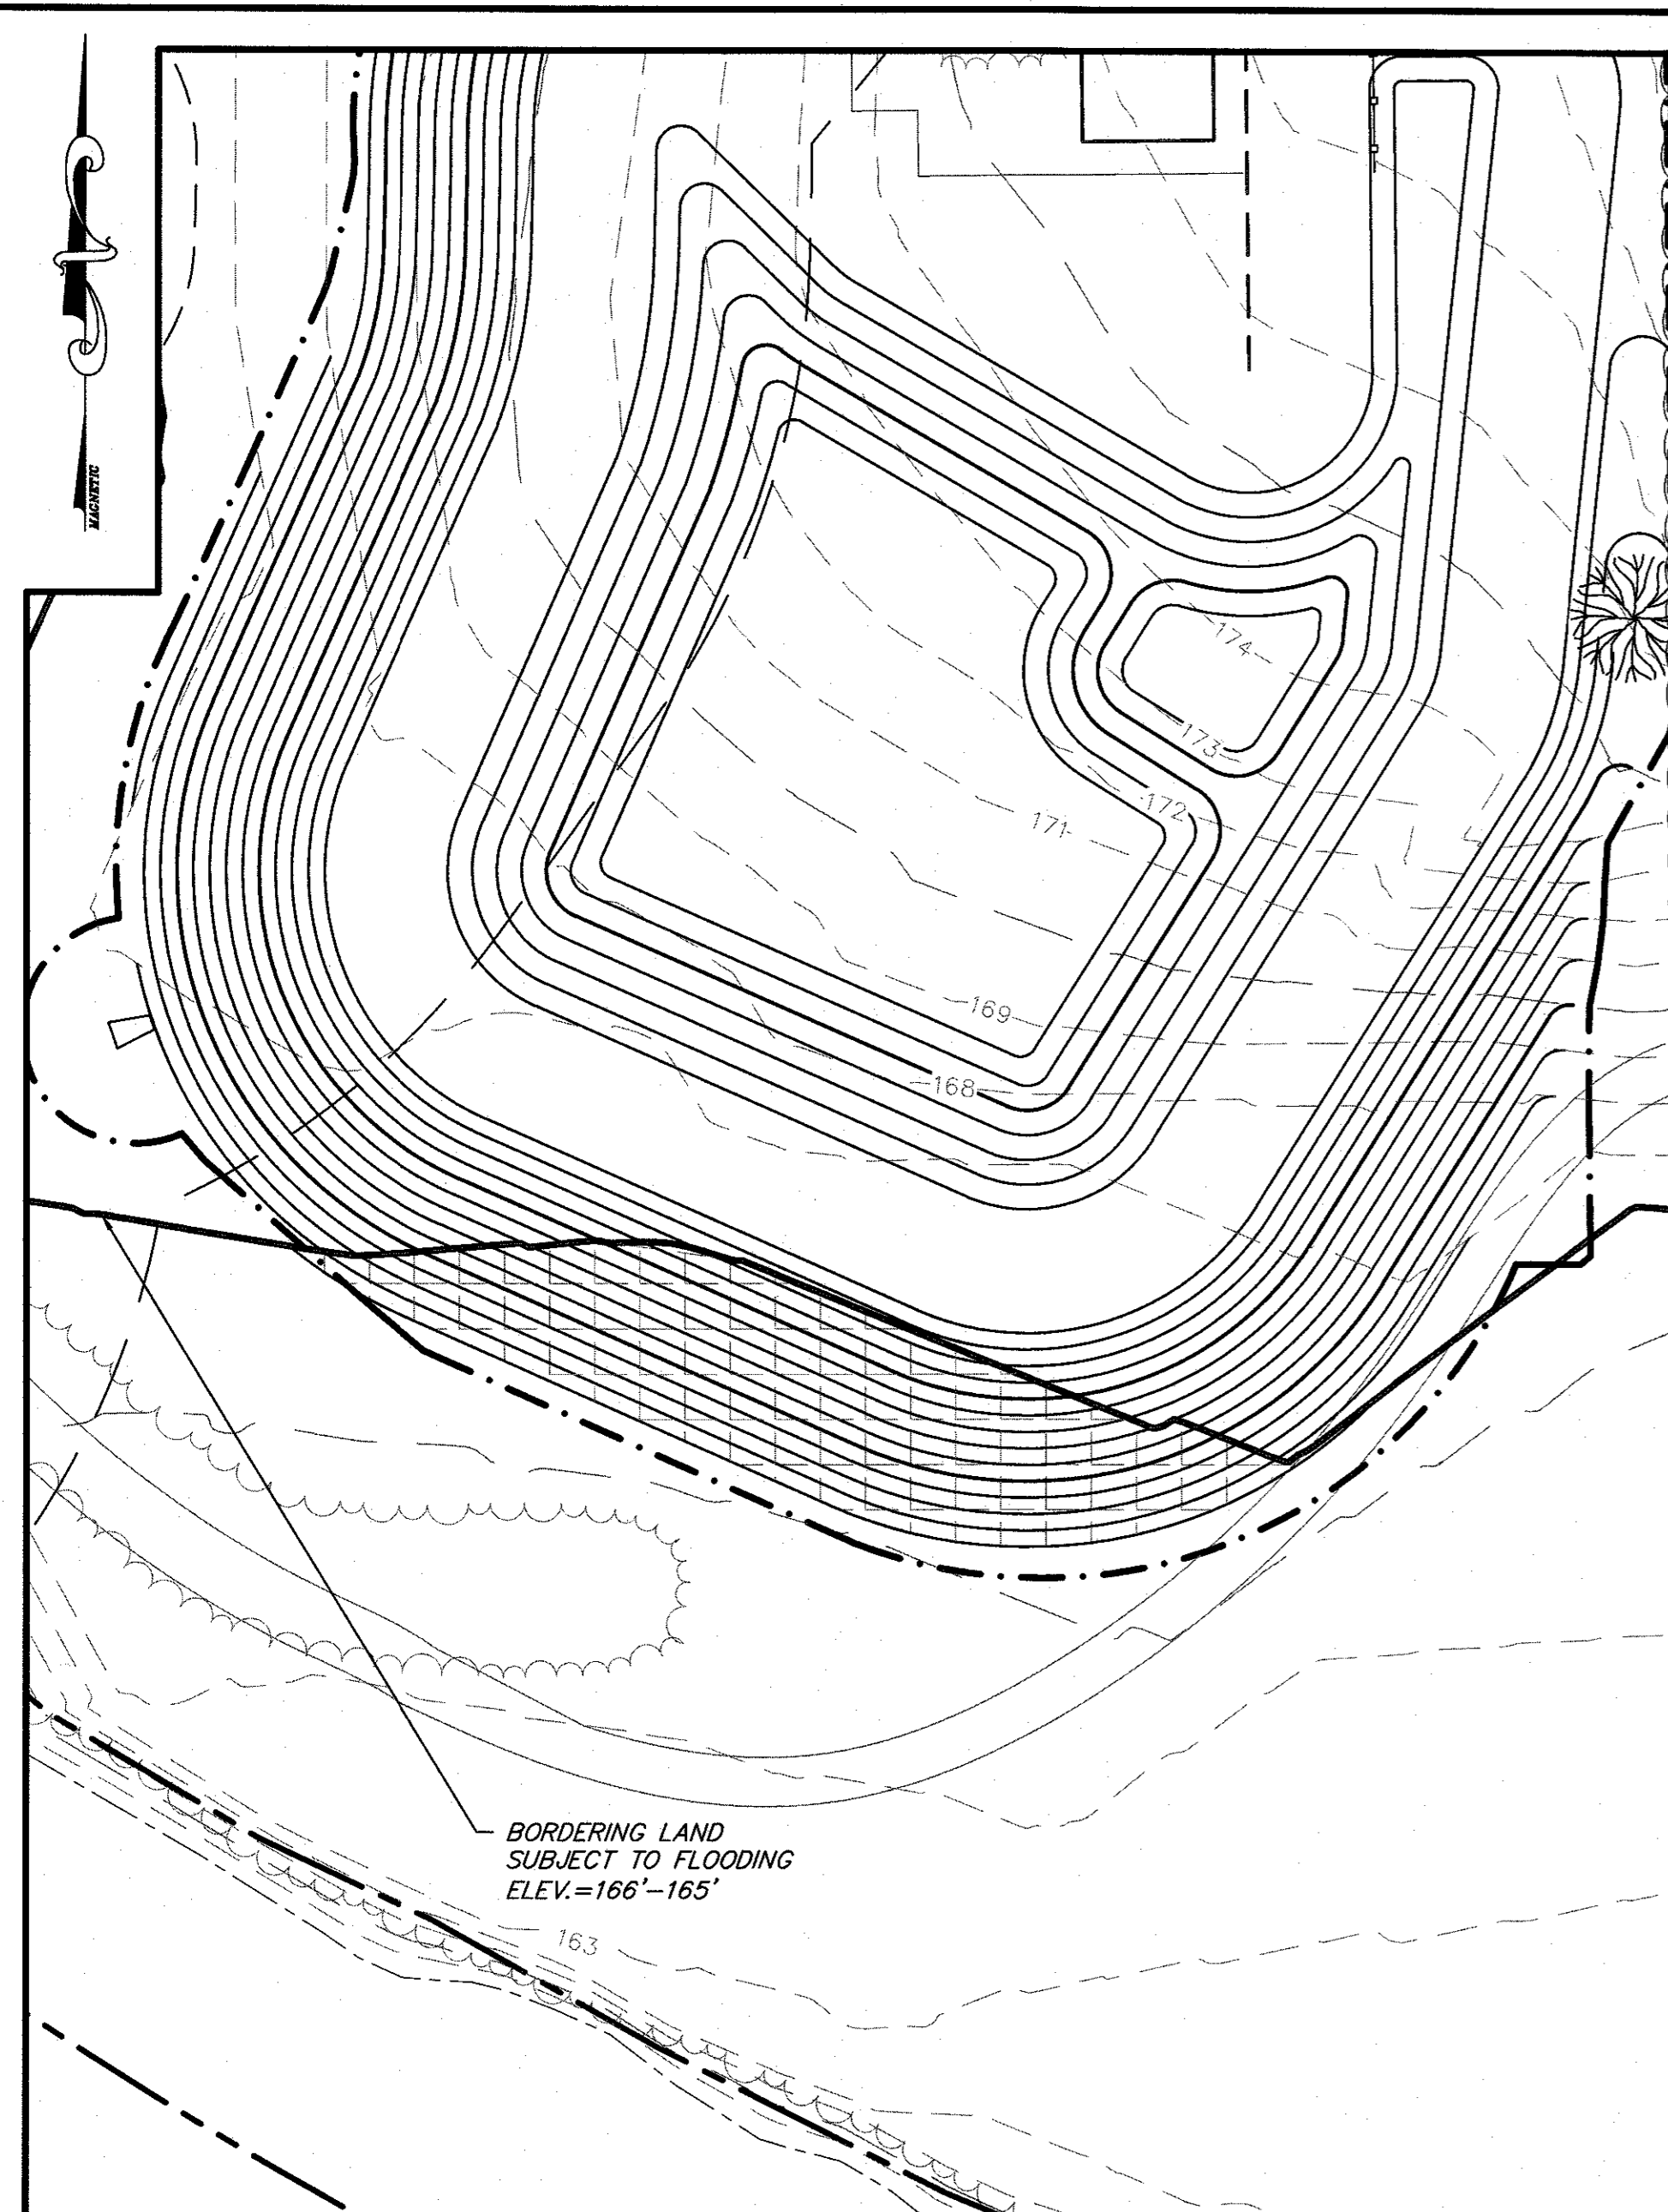 MAGNETIC
174
173
172
171
169
168
BORDERING LAND
SUBJECT TO FLOODING
ELEV.=166'-165'
163